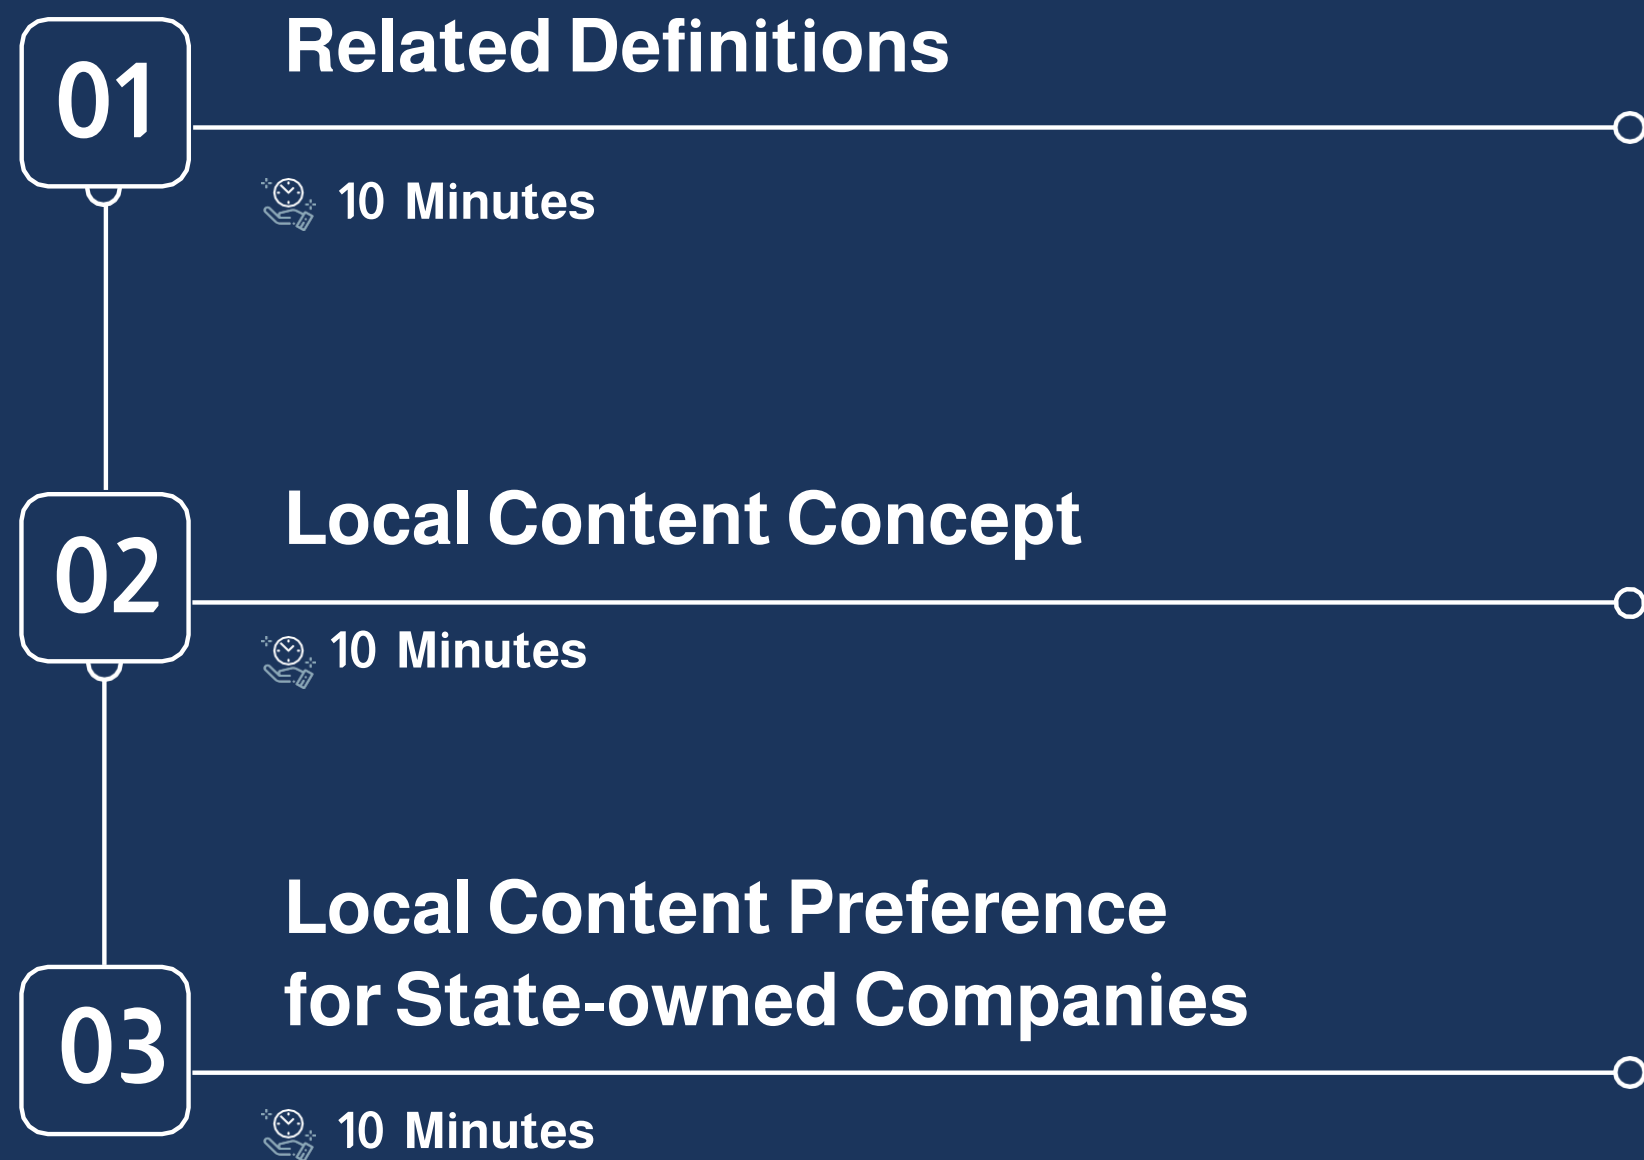 01
Related Definitions
10 Minutes
02
Local Content Concept
10 Minutes
03
Local Content Preference
for State-owned Companies
10 Minutes